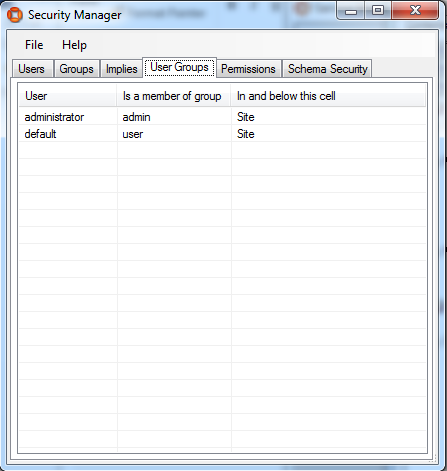 Security Manager
File Help
Users Groups Implies User Groups Permissions Schema Security
User Is a member of group In and below this cell
administrator admin Site
default user Site